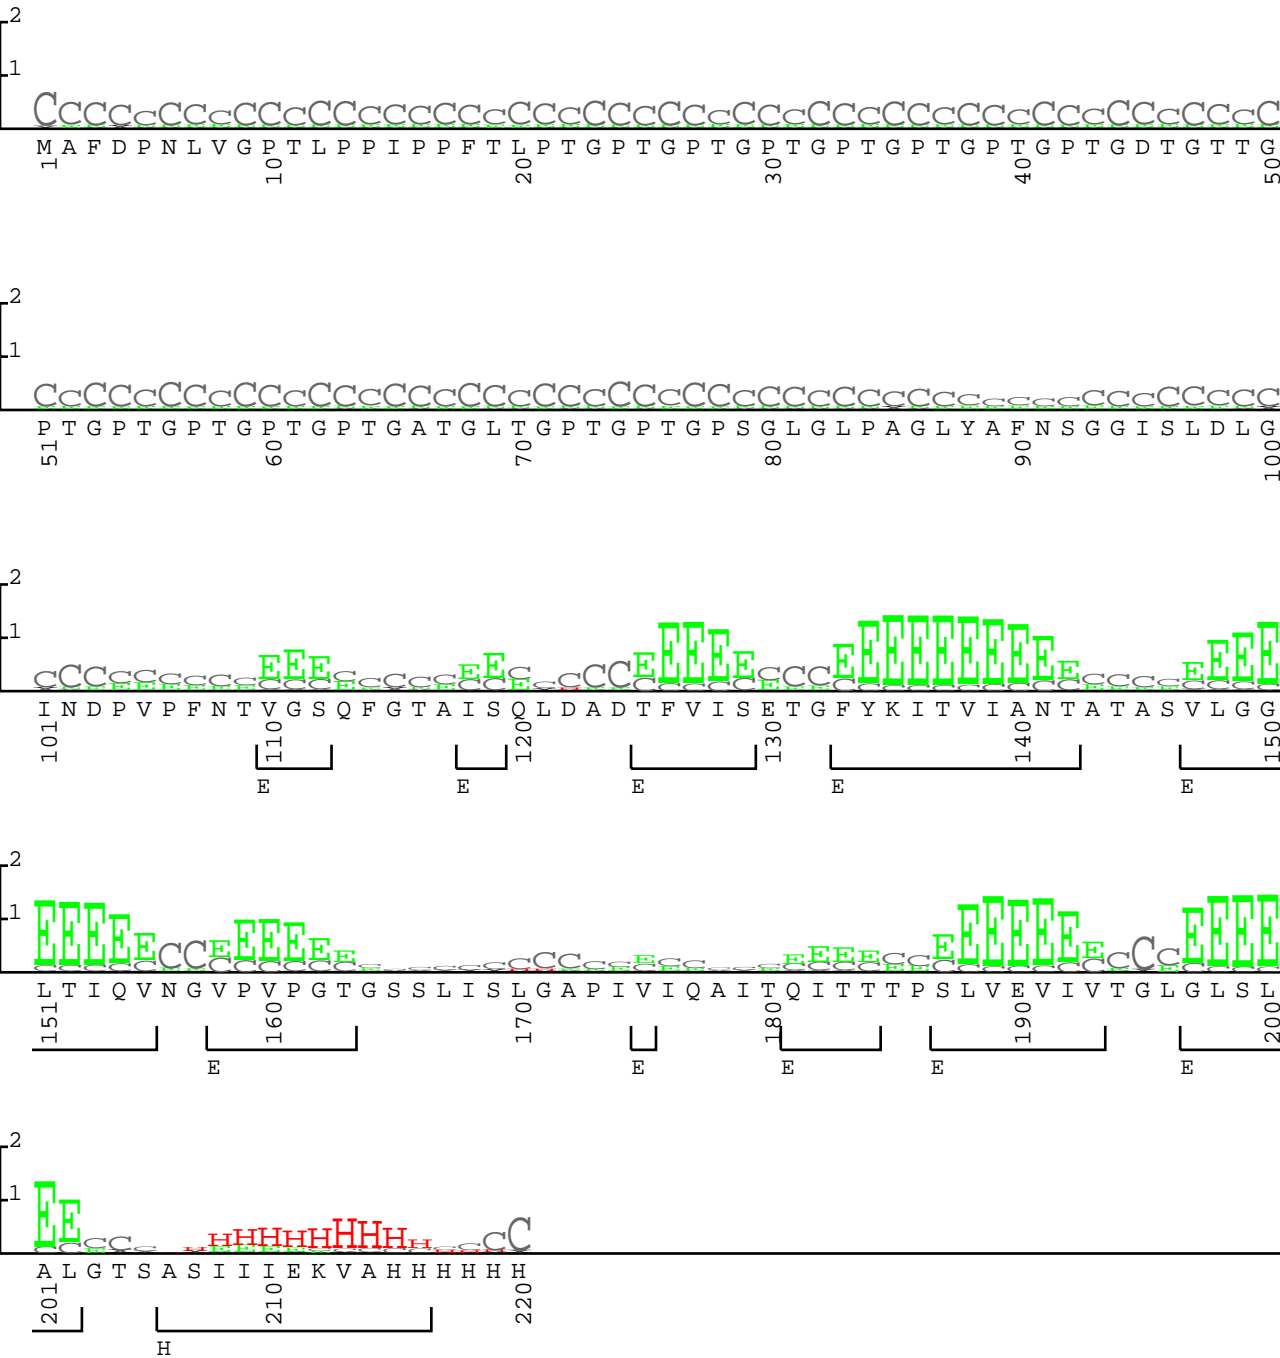 2
1
C C C C C C C C C C C C C C C C C C C C C C C C C C C C C C C C C C C C C C C C C C C C C C C C C C
M A F D P N L V G P T L P P I P P F T L P T G P T G P T G P T G P T G P T G P T G P T G D T G T T G
1 10 20 30 40 50
2
1
C C C C C C C C C C C C C C C C C C C C C C C C C C C C C C C C C C C C C C C C C C C C C C C C C C
P T G P T G P T G P T G P T G A T G L T G P T G P T G P S G L G L P A G L Y A F N S G G I S L D L G
51 60 70 80 90 100
2
1
C C C C C C C C C E E E C C C C C E E C C C C C E E E E E C C C E E E E E E E E E E C C C C E E E E
I N D P V P F N T V G S Q F G T A I S Q L D A D T F V I S E T G F Y K I T V I A N T A T A S V L G G
101 110 120 130 140 150
E E E E E
2
1
E E E E E C C E E E E E E C C C C C C C C C C C E C C C C C E E E E C C E E E E E E E C C C E E E E
L T I Q V N G V P V P G T G S S L I S L G A P I V I Q A I T Q I T T T P S L V E V I V T G L G L S L
151 160 170 180 190 200
E E E E E
2
1
E E C C C H H H H H H H H H H C C C C
A L G T S A S I I I E K V A H H H H H H
201 210 220
H